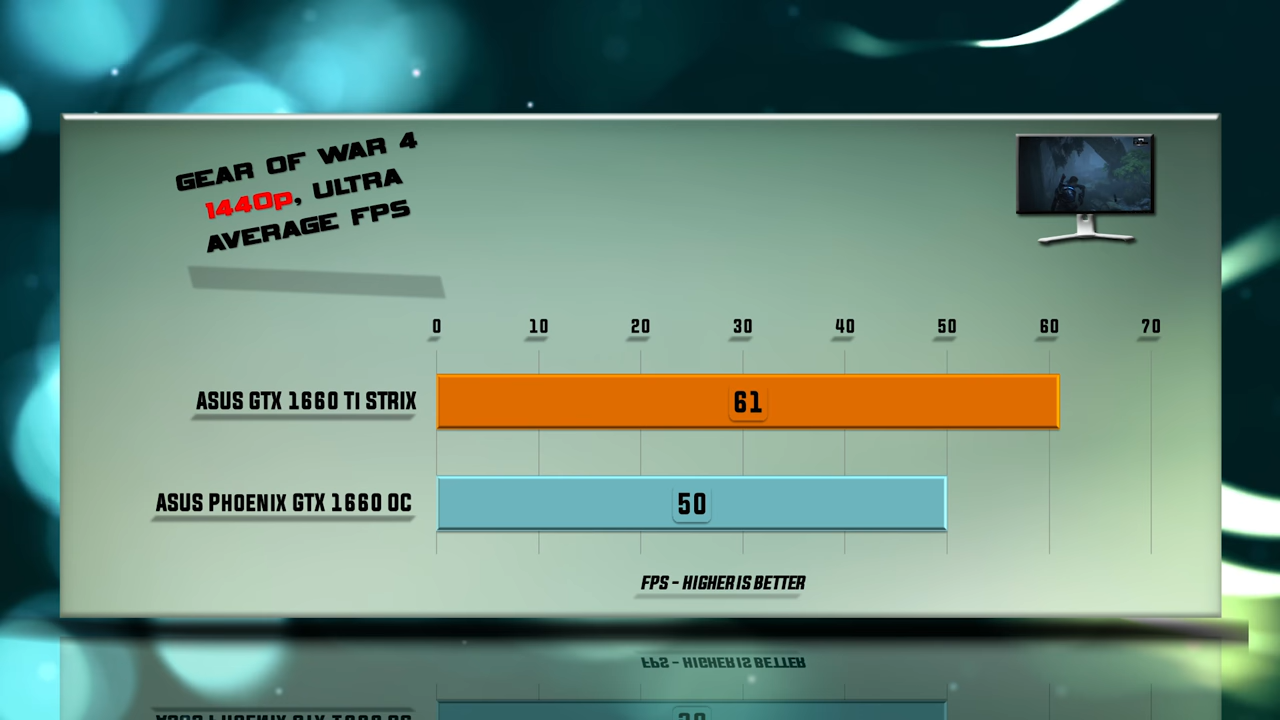 GEAR OF WAR 4
1440p, ULTRA
AVERAGE FPS
0 10 20 30 40 50 60 70
ASUS GTX 1660 TI STRIX
61
ASUS PHOENIX GTX 1660 OC
50
FPS - HIGHER IS BETTER